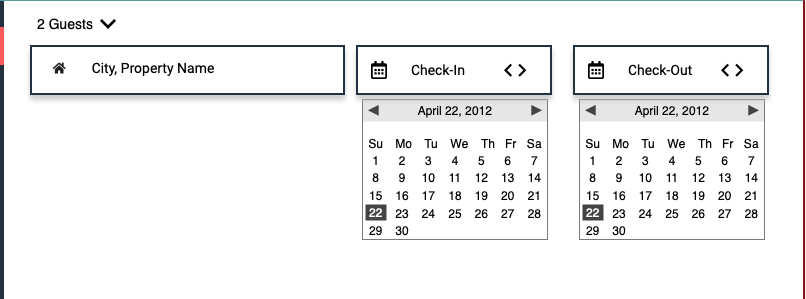 2 Guests
City, Property Name
Check-In
Check-Out
April 22, 2012
Su Mo Tu We Th Fr Sa
1 2 3 4 5 6 7
8 9 10 11 12 13 14
15 16 17 18 19 20 21
22 23 24 25 26 27 28
29 30
April 22, 2012
Su Mo Tu We Th Fr Sa
1 2 3 4 5 6 7
8 9 10 11 12 13 14
15 16 17 18 19 20 21
22 23 24 25 26 27 28
29 30